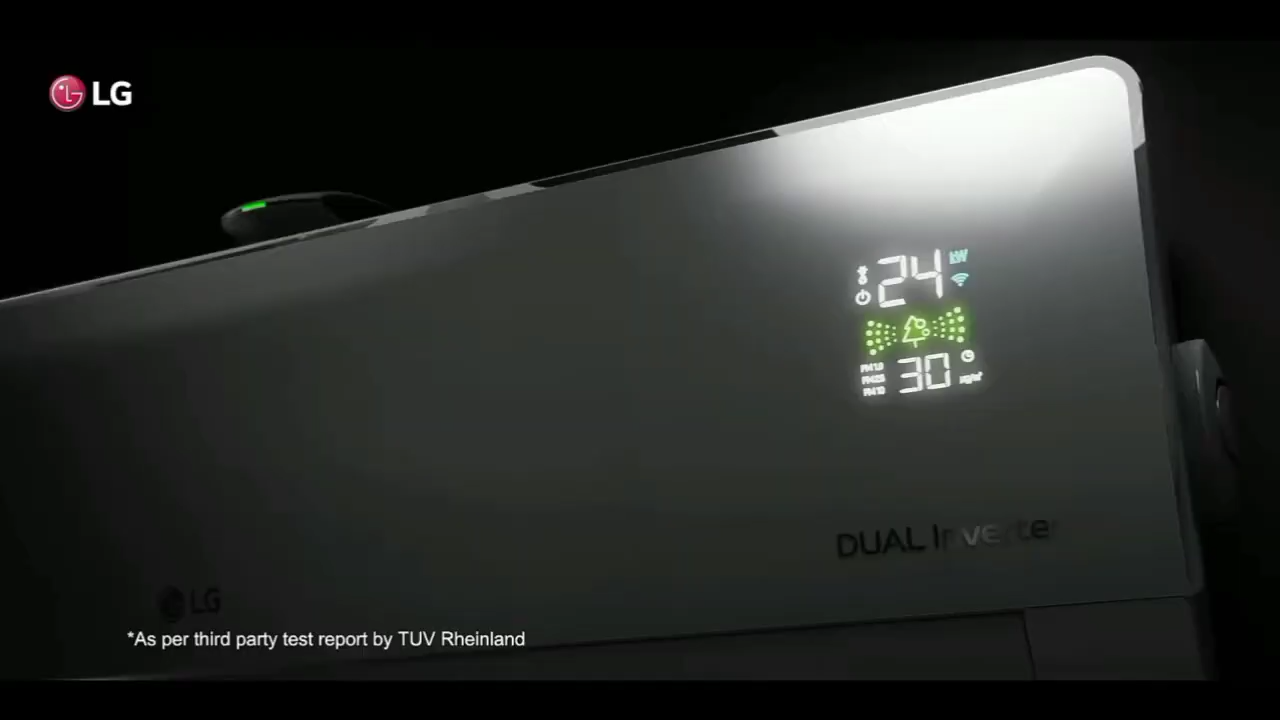 LG
24
kW
PM1.0
PM2.5
PM10
30
µg/m³
DUAL Inverter
LG
*As per third party test report by TUV Rheinland